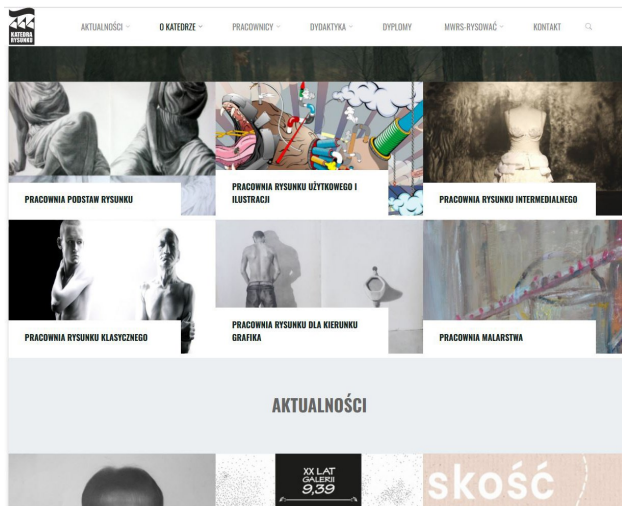 KATEDRA
RYSUNKU
AKTUALNOŚCI
O KATEDRZE
PRACOWNICY
DYDAKTYKA
DYPLOMY
MWRS-RYSOWAĆ
KONTAKT
PRACOWNIA PODSTAW RYSUNKU
PRACOWNIA RYSUNKU UŻYTKOWEGO I
ILUSTRACJI
PRACOWNIA RYSUNKU INTERMEDIALNEGO
PRACOWNIA RYSUNKU KLASYCZNEGO
PRACOWNIA RYSUNKU DLA KIERUNKU
GRAFIKA
PRACOWNIA MALARSTWA
AKTUALNOŚCI
XX LAT
GALERII
9,39
skość